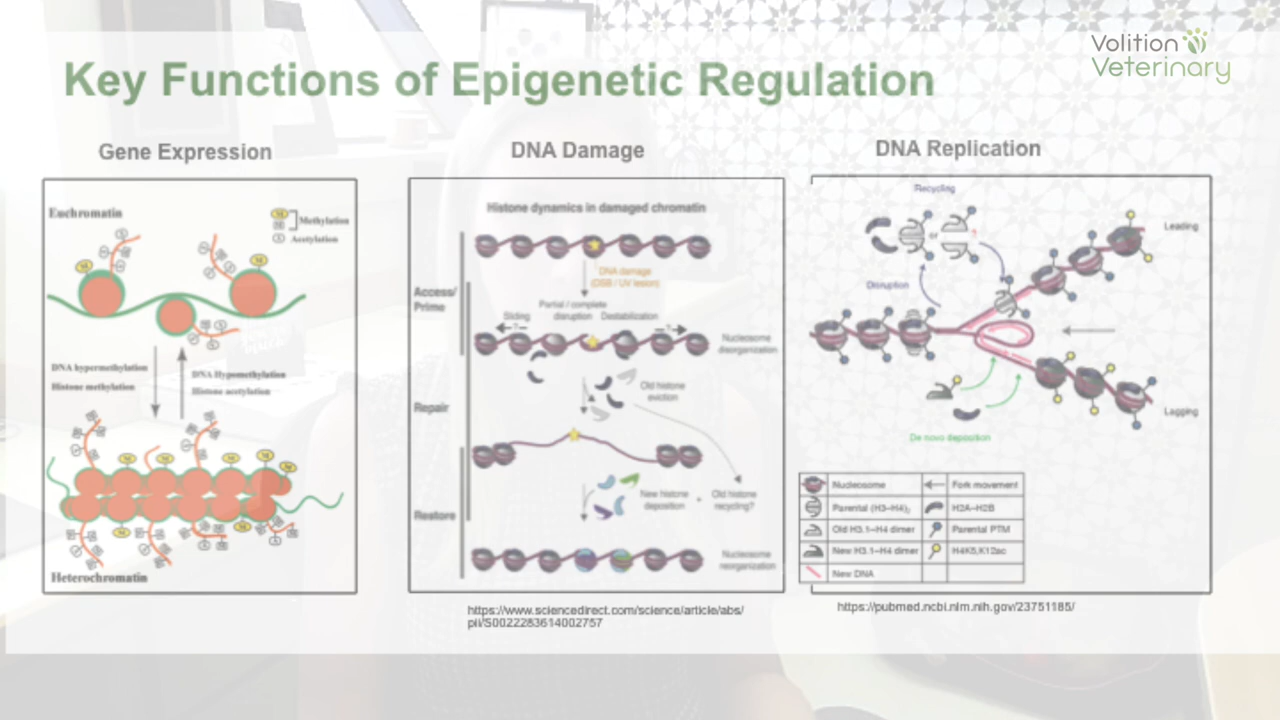 Volition
Veterinary
Key Functions of Epigenetic Regulation
Gene Expression
DNA Damage
DNA Replication
Euchromatin
Methylation
Acetylation
DNA hypermethylation
Histone methylation
DNA Hypomethylation
Histone acetylation
Heterochromatin
Histone dynamics in damaged chromatin
DNA damage
(DSB / UV lesion)
Access/
Prime
Partial / complete
Sliding disruption Destabilization
Nucleosome
disorganization
Old histone
eviction
Repair
New histone
deposition
+
Old histone
recycling?
Restore
Nucleosome
reorganization
https://www.sciencedirect.com/science/article/abs/
pii/S0022283614002757
Recycling
or
?
Leading
Disruption
Lagging
De novo deposition
Nucleosome
Fork movement
Parental (H3–H4)2
H2A–H2B
Old H3.1–H4 dimer
Parental PTM
New H3.1–H4 dimer
H4K5,K12ac
New DNA
https://pubmed.ncbi.nlm.nih.gov/23751185/